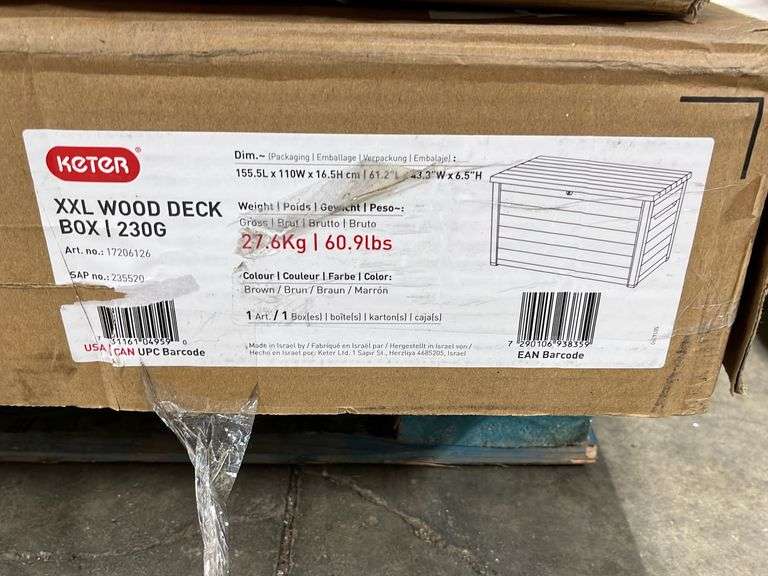 KETER®
XXL WOOD DECK
BOX | 230G
Art. no.: 17206126
SAP no.: 235520
7 31161 04959 0
USA | CAN UPC Barcode
Dim.~ (Packaging | Emballage | Verpackung | Embalaje) :
155.5L x 110W x 16.5H cm | 61.2"L x 43.3"W x 6.5"H
Weight | Poids | Gewicht | Peso~:
Gross | Brut | Brutto | Bruto
27.6Kg | 60.9lbs
Colour | Couleur | Farbe | Color:
Brown / Brun / Braun / Marrón
1 Art. / 1 Box(es) | boîte(s) | karton(s) | caja(s)
Made in Israel by / Fabriqué en Israël par / Hergestellt in Israel von /
Hecho en Israel por: Keter Ltd. 1 Sapir St., Herzliya 4685205, Israel
7 290106 938359
EAN Barcode